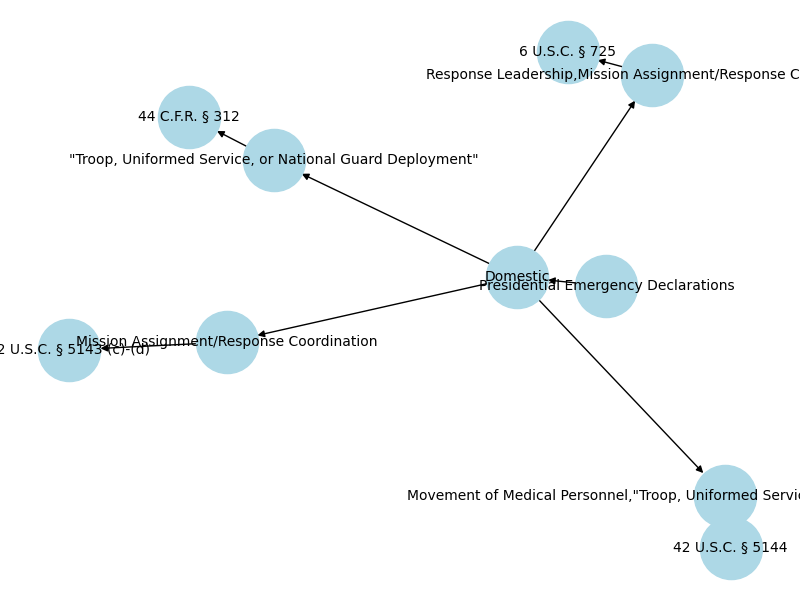 6 U.S.C. § 725
Response Leadership,Mission Assignment/Response C
44 C.F.R. § 312
"Troop, Uniformed Service, or National Guard Deployment"
Domestic
Presidential Emergency Declarations
Mission Assignment/Response Coordination
2 U.S.C. § 5143 (c)-(d)
Movement of Medical Personnel,"Troop, Uniformed Servic
42 U.S.C. § 5144